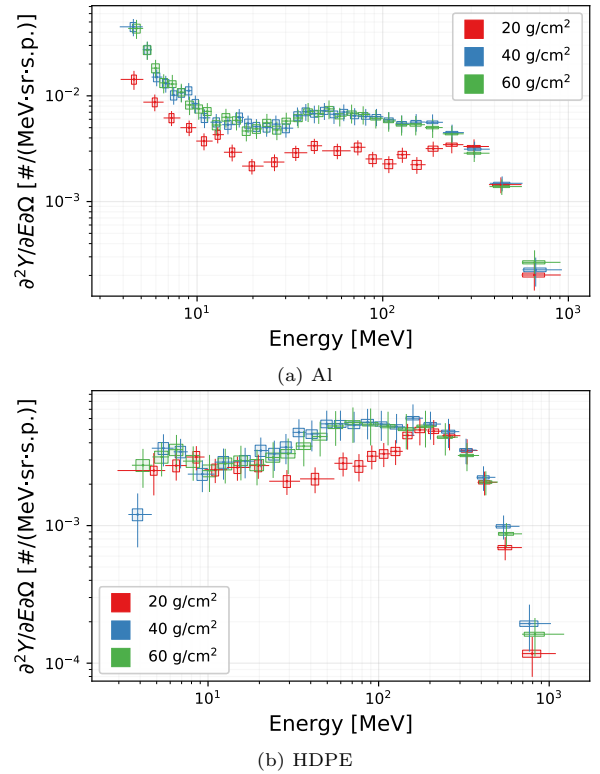 ∂²Y/∂E∂Ω [#/(MeV·sr·s.p.)]
10⁻²
10⁻³
20 g/cm²
40 g/cm²
60 g/cm²
10¹
10²
10³
Energy [MeV]
(a) Al
∂²Y/∂E∂Ω [#/(MeV·sr·s.p.)]
10⁻³
10⁻⁴
20 g/cm²
40 g/cm²
60 g/cm²
10¹
10²
10³
Energy [MeV]
(b) HDPE